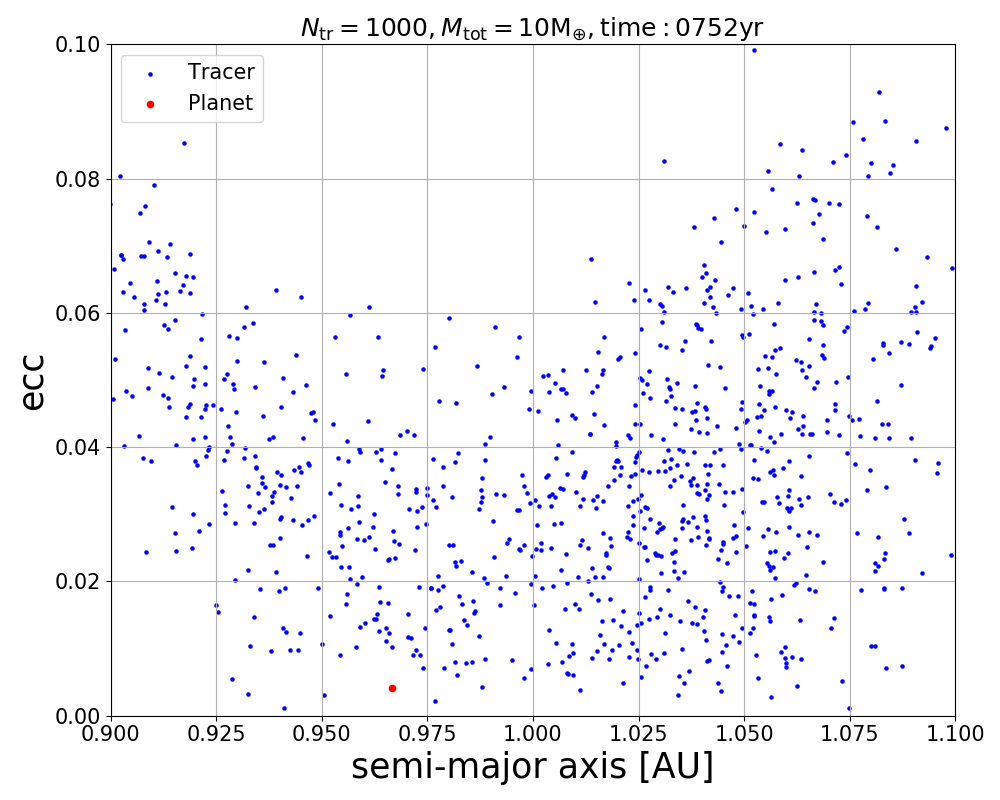 N_tr = 1000, M_tot = 10M_⊕, time : 0752yr
Tracer
Planet
ecc
0.10
0.08
0.06
0.04
0.02
0.00
0.900 0.925 0.950 0.975 1.000 1.025 1.050 1.075 1.100
semi-major axis [AU]